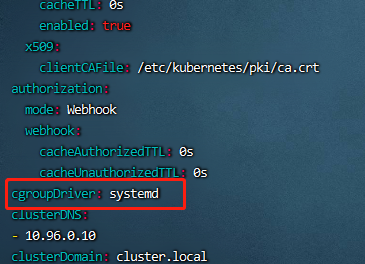 cacheTTL: 0s
enabled: true
x509:
clientCAFile: /etc/kubernetes/pki/ca.crt
authorization:
mode: Webhook
webhook:
cacheAuthorizedTTL: 0s
cacheUnauthorizedTTL: 0s
cgroupDriver: systemd
clusterDNS:
- 10.96.0.10
clusterDomain: cluster.local